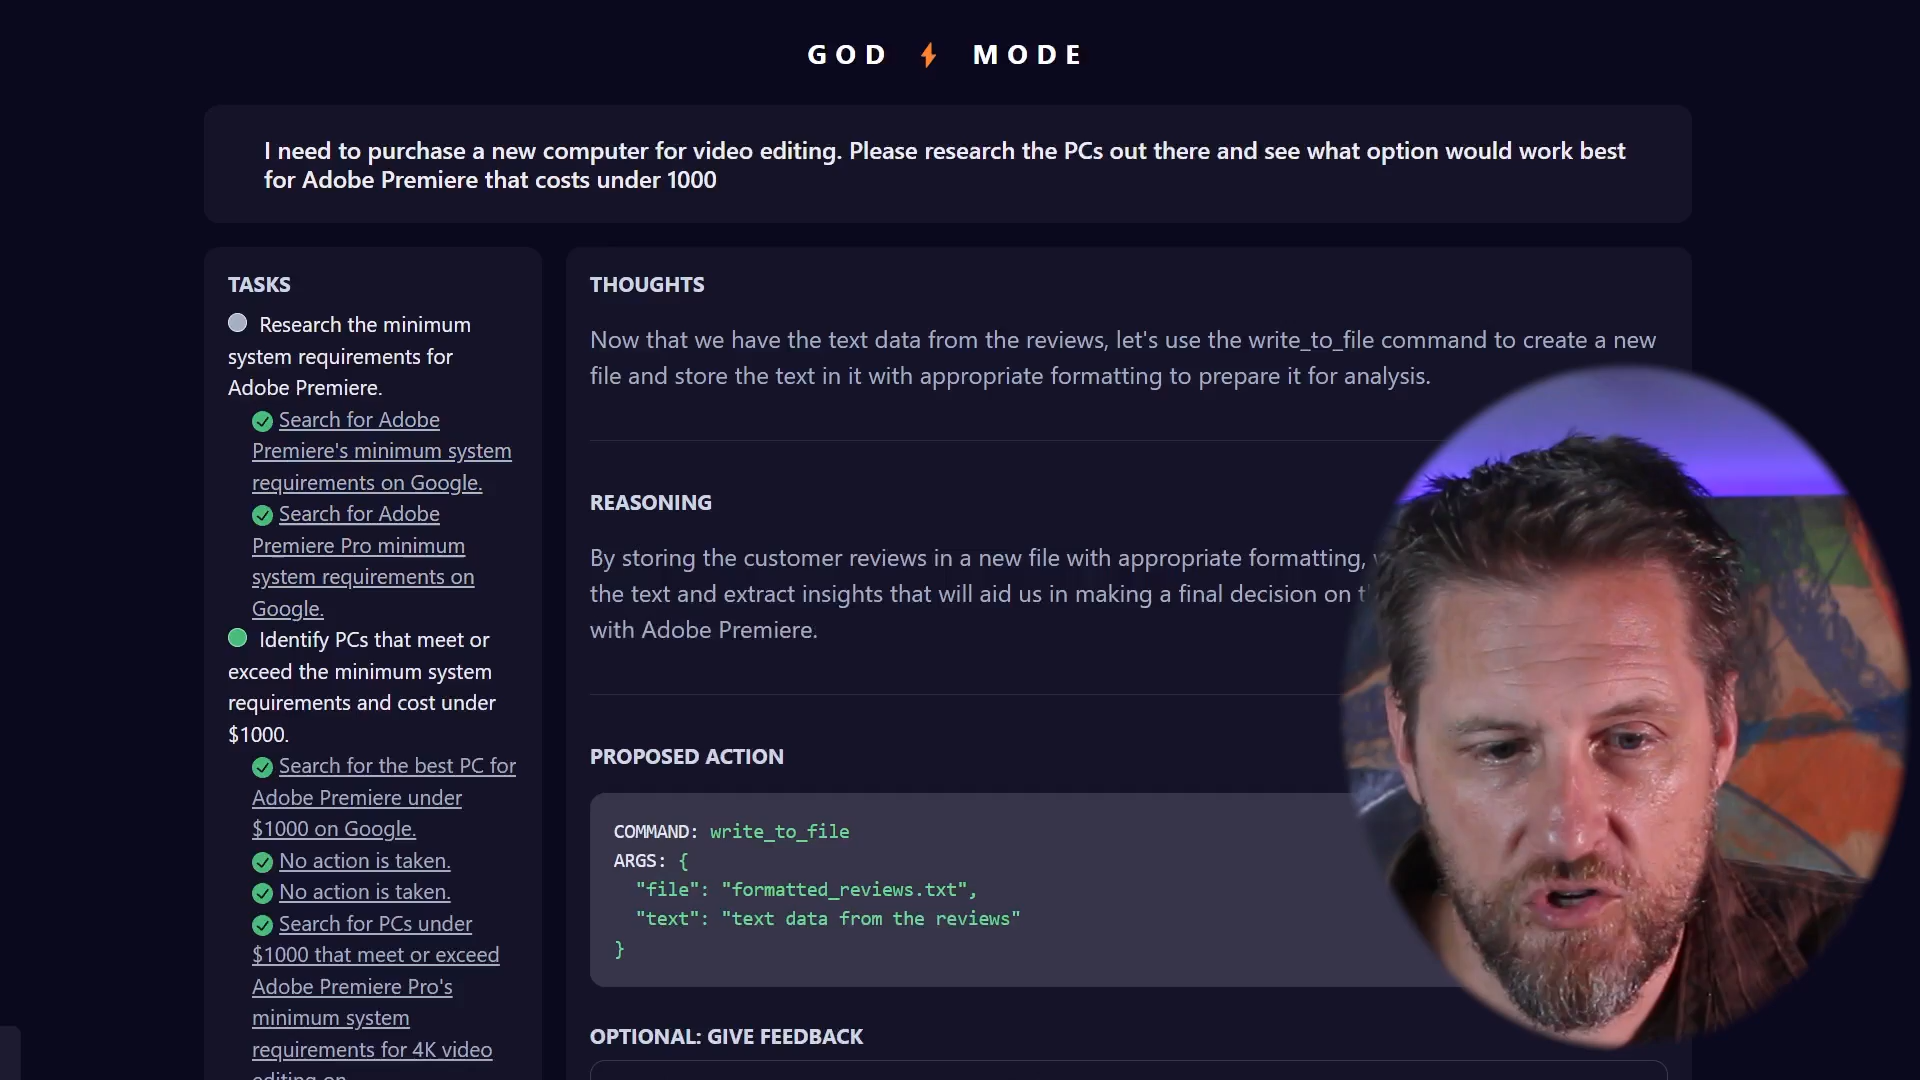 GOD MODE
I need to purchase a new computer for video editing. Please research the PCs out there and see what option would work best
for Adobe Premiere that costs under 1000
TASKS
Research the minimum
system requirements for
Adobe Premiere.
Search for Adobe
Premiere's minimum system
requirements on Google.
Search for Adobe
Premiere Pro minimum
system requirements on
Google.
Identify PCs that meet or
exceed the minimum system
requirements and cost under
$1000.
Search for the best PC for
Adobe Premiere under
$1000 on Google.
No action is taken.
No action is taken.
Search for PCs under
$1000 that meet or exceed
Adobe Premiere Pro's
minimum system
requirements for 4K video
editing on
THOUGHTS
Now that we have the text data from the reviews, let's use the write_to_file command to create a new
file and store the text in it with appropriate formatting to prepare it for analysis.
REASONING
By storing the customer reviews in a new file with appropriate formatting,
the text and extract insights that will aid us in making a final decision on
with Adobe Premiere.
PROPOSED ACTION
COMMAND: write_to_file
ARGS: {
"file": "formatted_reviews.txt",
"text": "text data from the reviews"
}
OPTIONAL: GIVE FEEDBACK